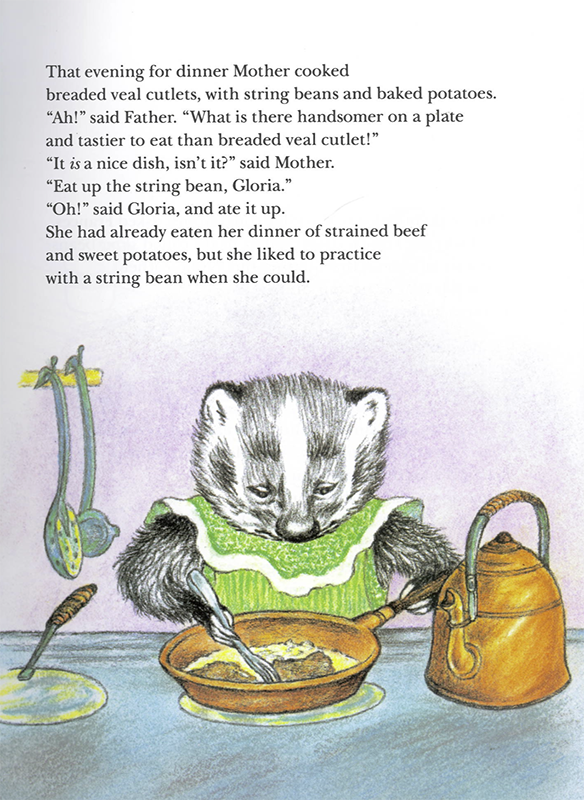 That evening for dinner Mother cooked
breaded veal cutlets, with string beans and baked potatoes.
“Ah!” said Father. “What is there handsomer on a plate
and tastier to eat than breaded veal cutlet!”
“It is a nice dish, isn’t it?” said Mother.
“Eat up the string bean, Gloria.”
“Oh!” said Gloria, and ate it up.
She had already eaten her dinner of strained beef
and sweet potatoes, but she liked to practice
with a string bean when she could.